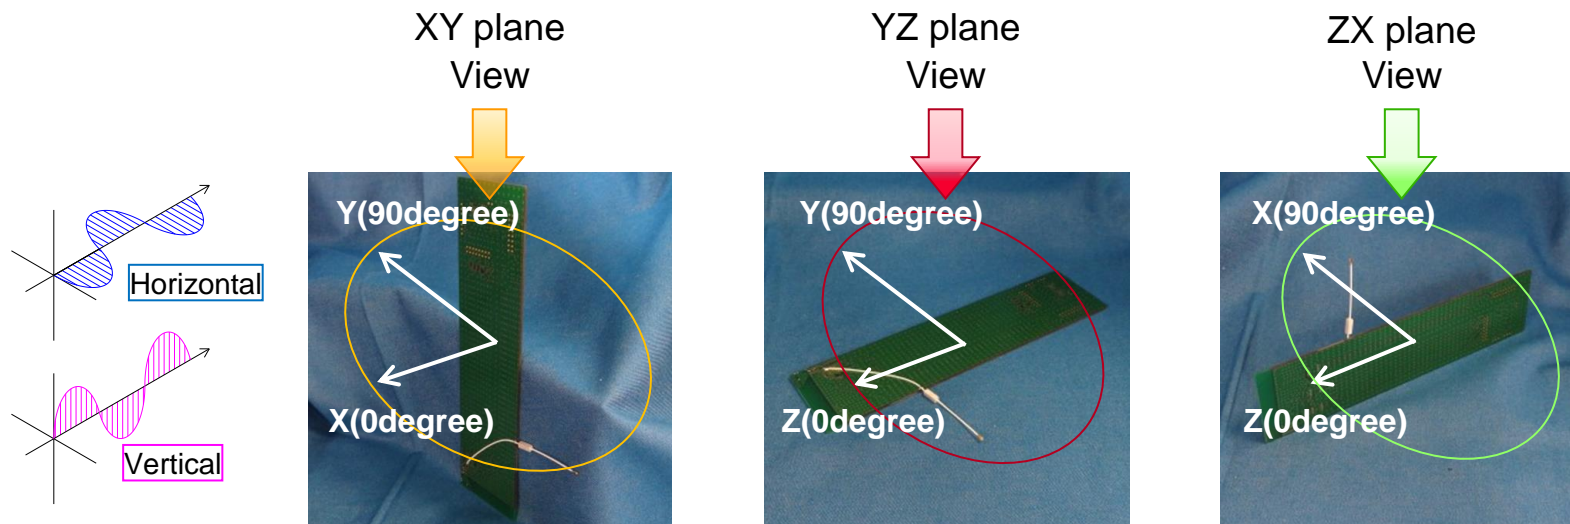 XY plane
View
YZ plane
View
ZX plane
View
Y(90degree)
X(0degree)
Y(90degree)
Z(0degree)
X(90degree)
Z(0degree)
Horizontal
Vertical